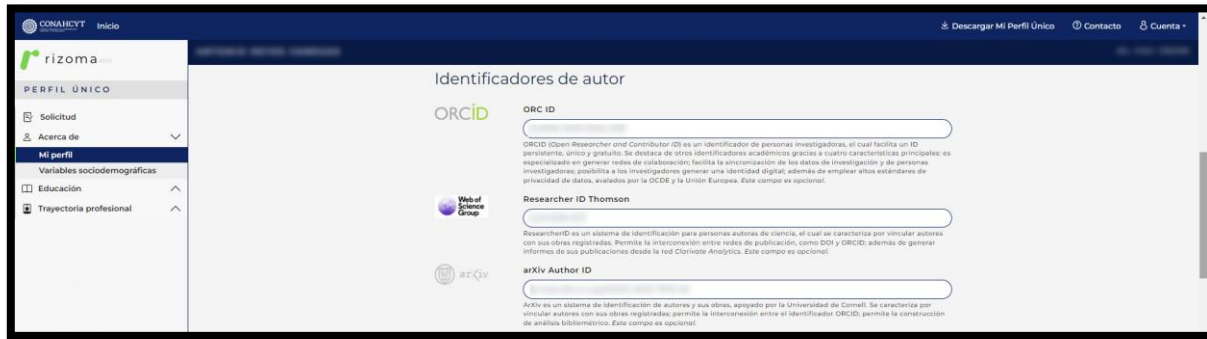 CONAHCYT Inicio Descargar Mi Perfil Único Contacto Cuenta
rizoma
PERFIL ÚNICO
Solicitud
Acerca de
Mi perfil
Variables sociodemográficas
Educación
Trayectoria profesional
Identificadores de autor
ORCID
ORC ID
ORCID (Open Researcher and Contributor ID) es un identificador de personas investigadoras, el cual facilita un ID
persistente, único y gratuito. Se destaca de otros identificadores académicos gracias a cuatro características principales: es
especializado en generar redes de colaboración; facilita la sincronización de los datos de investigación y de personas
investigadoras; posibilita a los investigadores generar una identidad digital; además de emplear altos estándares de
privacidad de datos, avalados por la OCDE y la Unión Europea. Este campo es opcional.
Web of
Science
Group
Researcher ID Thomson
ResearcherID es un sistema de identificación para personas autoras de ciencia, el cual se caracteriza por vincular autores
con sus obras registradas. Permite la interconexión entre redes de publicación, como DOI y ORCID; además de generar
informes de sus publicaciones desde la red Clarivate Analytics. Este campo es opcional.
arXiv
arXiv Author ID
ArXiv es un sistema de identificación de autores y sus obras, apoyado por la Universidad de Cornell. Se caracteriza por
vincular autores con sus obras registradas; permite la interconexión entre el identificador ORCID; permite la construcción
de análisis bibliométrico. Este campo es opcional.